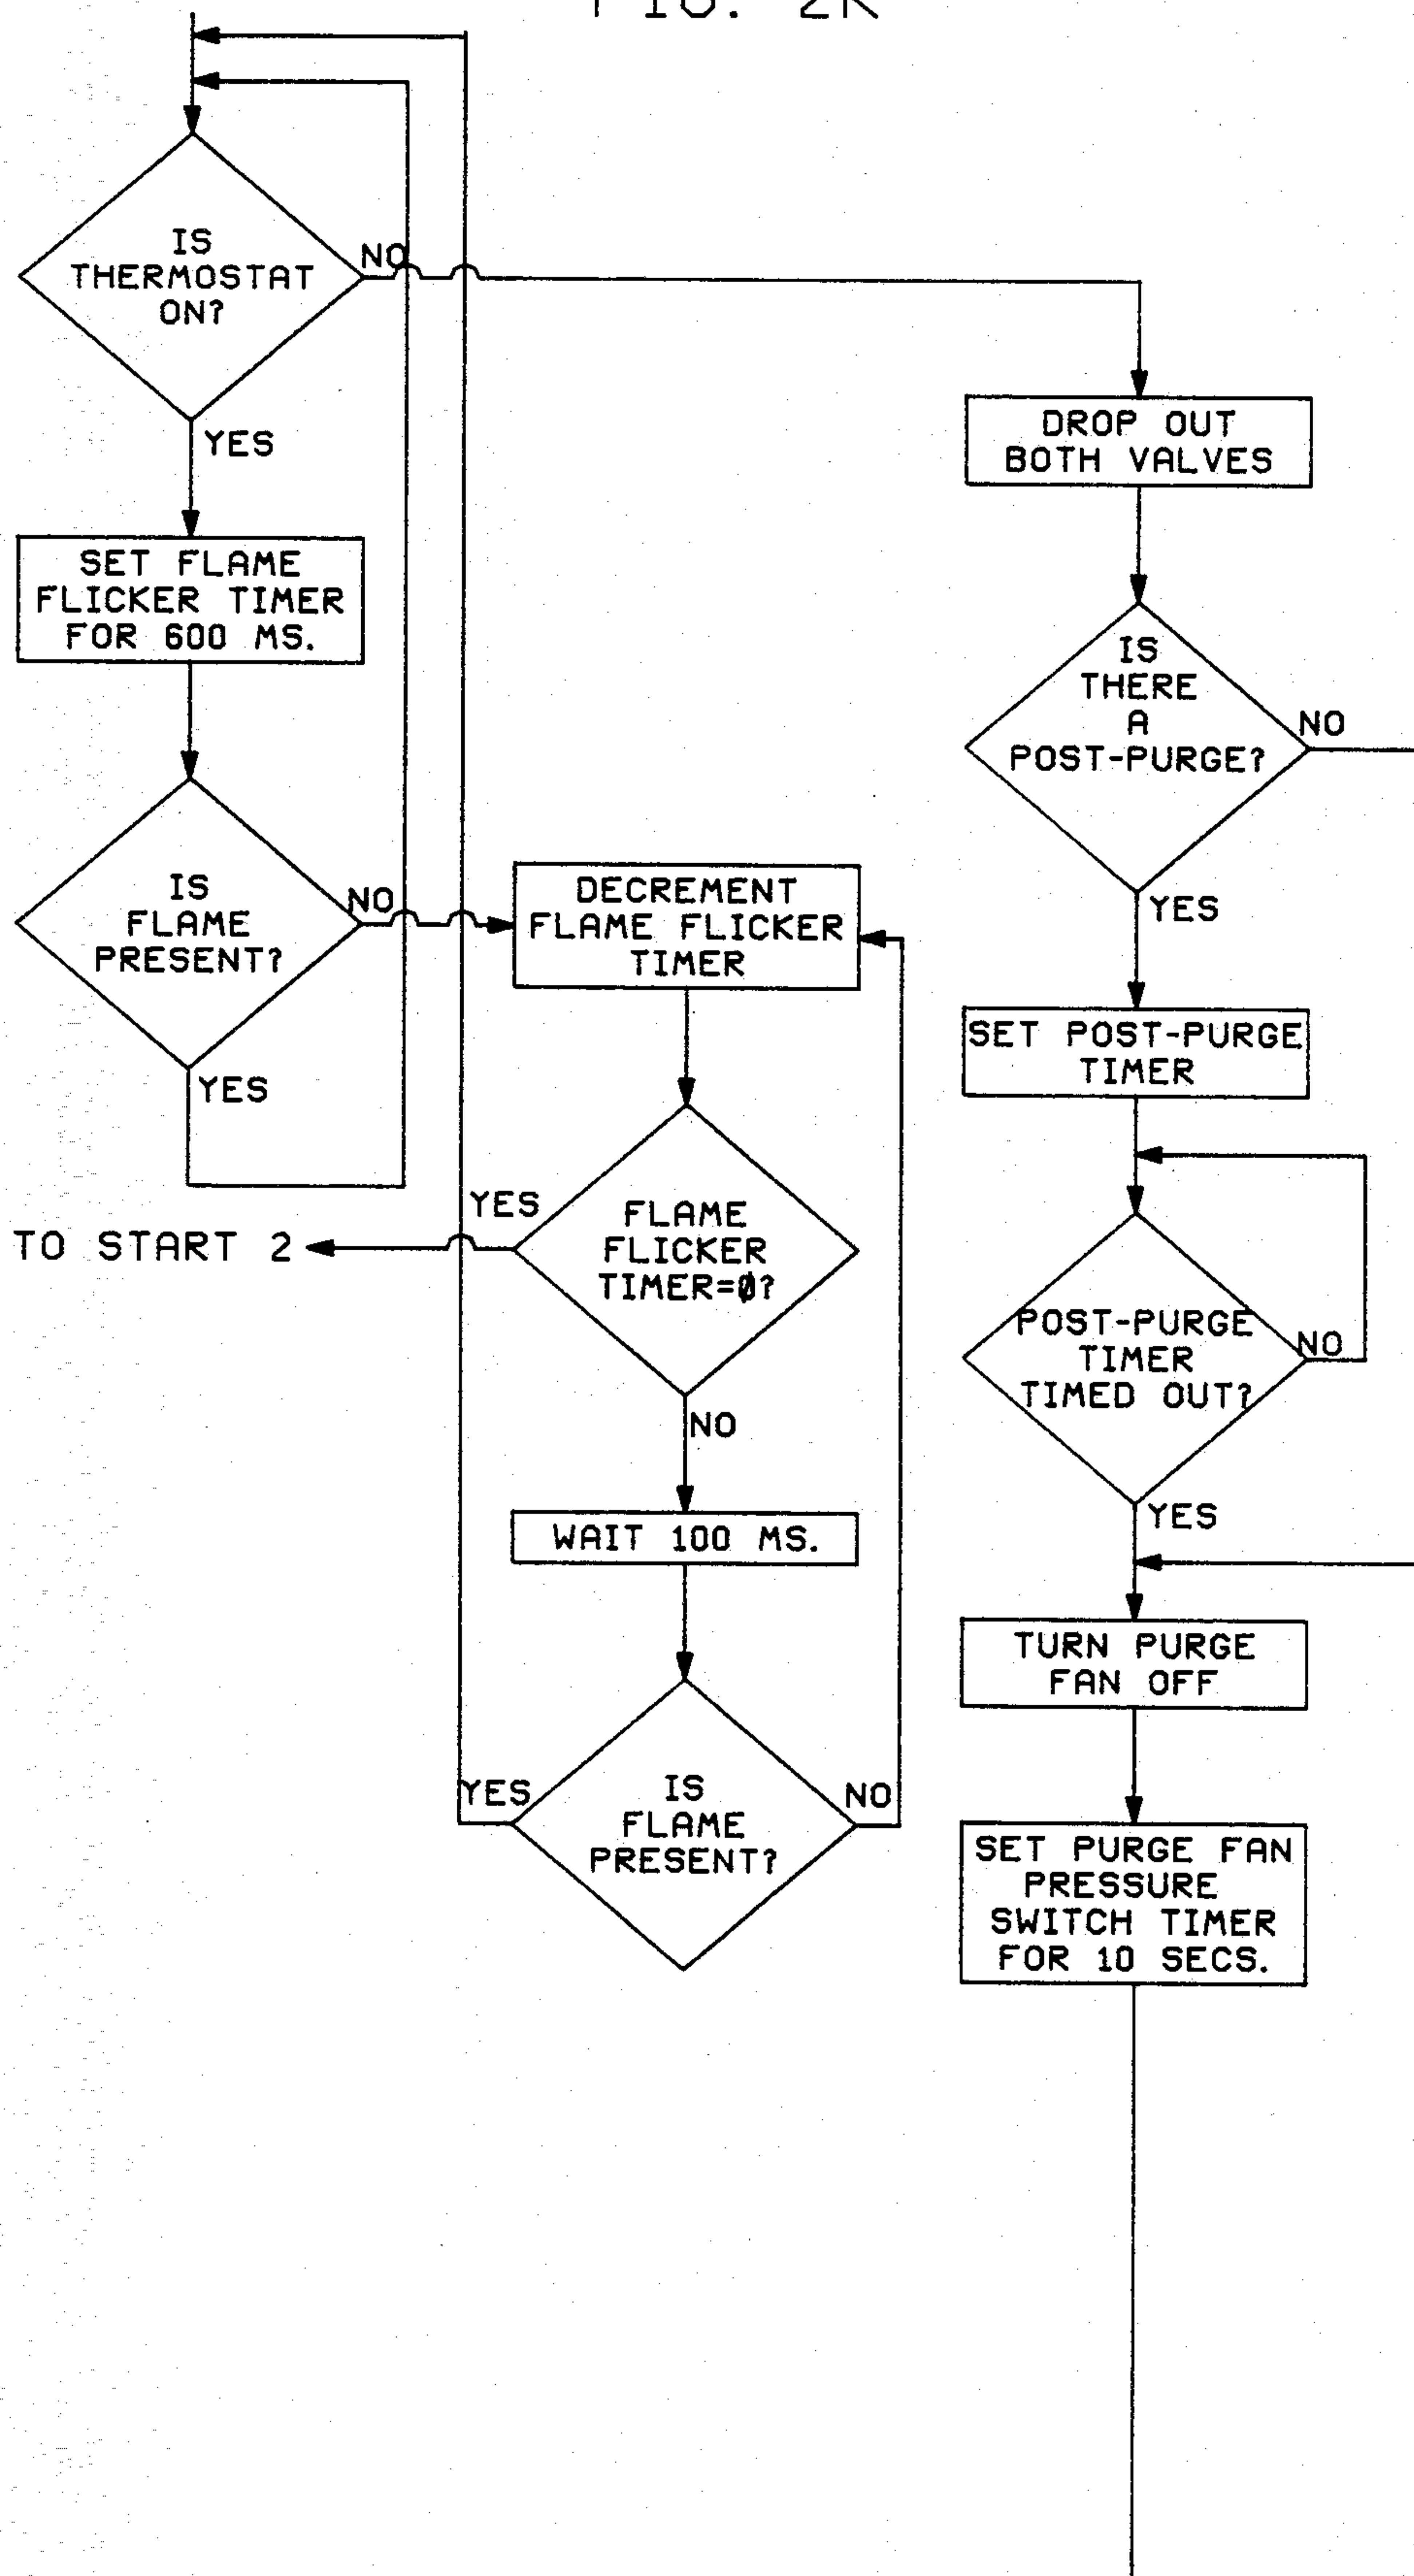 FIG. 2K
IS
THERMOSTAT
ON?
NO
YES
SET FLAME
FLICKER TIMER
FOR 600 MS.
IS
FLAME
PRESENT?
NO
YES
TO START 2
DECREMENT
FLAME FLICKER
TIMER
YES
FLAME
FLICKER
TIMER=0?
NO
WAIT 100 MS.
YES
IS
FLAME
PRESENT?
NO
DROP OUT
BOTH VALVES
IS
THERE
A
POST-PURGE?
NO
YES
SET POST-PURGE
TIMER
POST-PURGE
TIMER
TIMED OUT?
NO
YES
TURN PURGE
FAN OFF
SET PURGE FAN
PRESSURE
SWITCH TIMER
FOR 10 SECS.